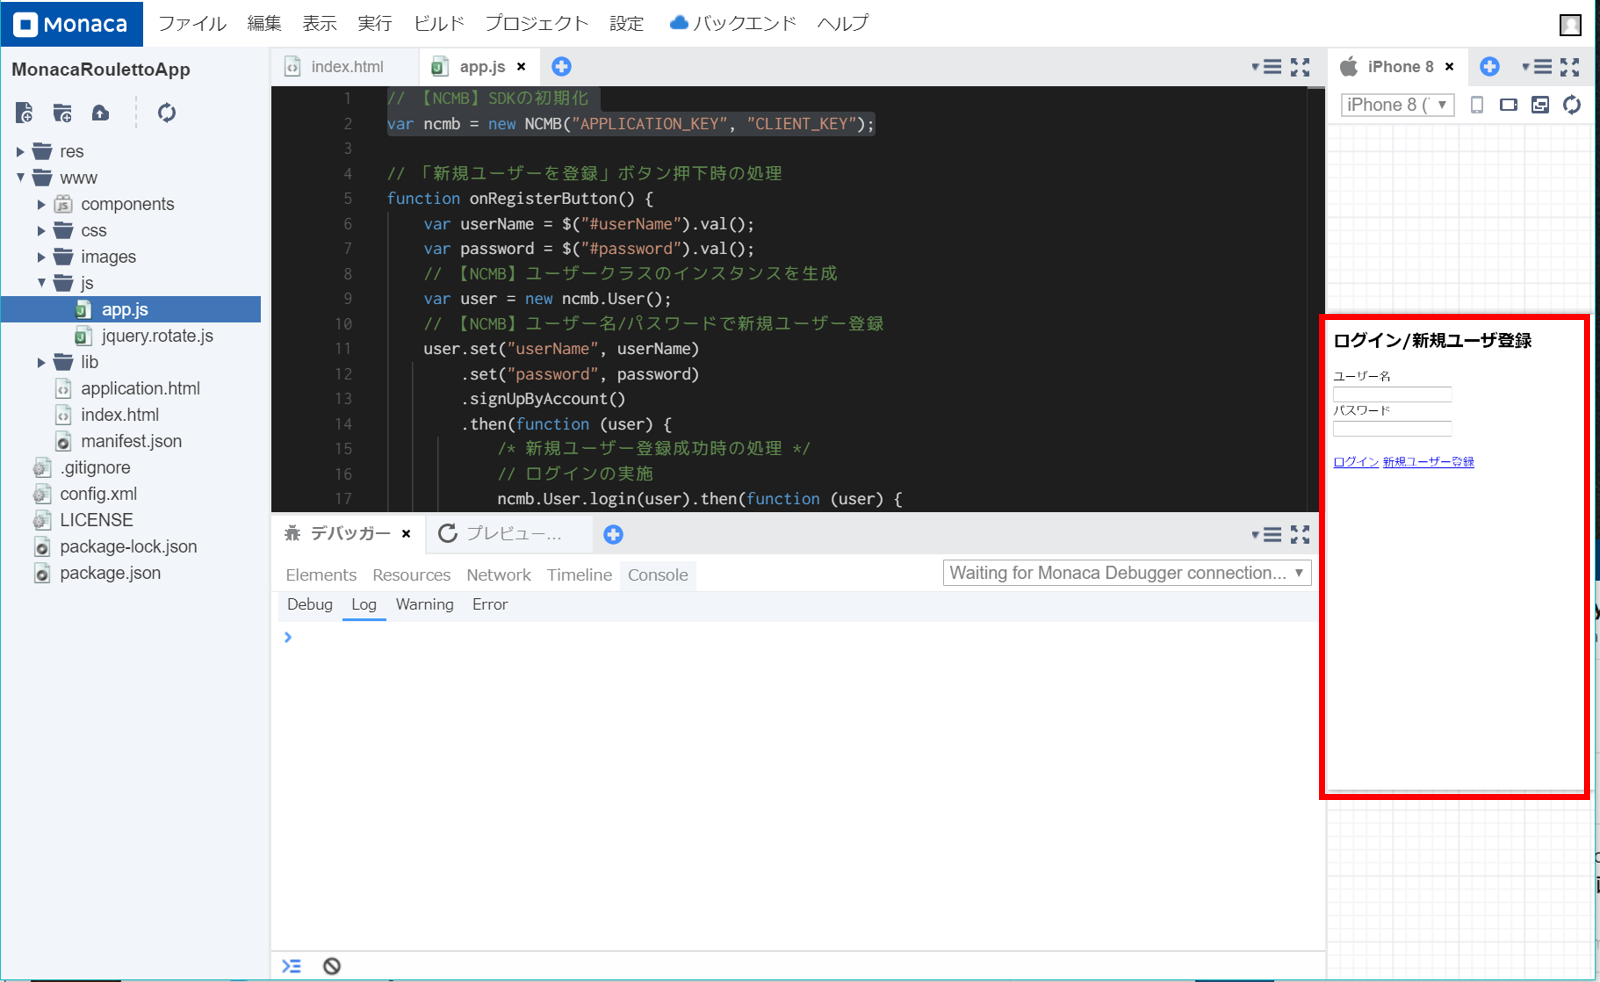 Monaca ファイル 編集 表示 実行 ビルド プロジェクト 設定 バックエンド ヘルプ
MonacaRoulettoApp
res
www
components
css
images
js
app.js
jquery.rotate.js
lib
application.html
index.html
manifest.json
.gitignore
config.xml
LICENSE
package-lock.json
package.json
index.html app.js ×
1 // 【NCMB】SDKの初期化
2 var ncmb = new NCMB("APPLICATION_KEY", "CLIENT_KEY");
3
4 // 「新規ユーザーを登録」ボタン押下時の処理
5 function onRegisterButton() {
6 var userName = $("#userName").val();
7 var password = $("#password").val();
8 // 【NCMB】ユーザークラスのインスタンスを生成
9 var user = new ncmb.User();
10 // 【NCMB】ユーザー名/パスワードで新規ユーザー登録
11 user.set("userName", userName)
12 .set("password", password)
13 .signUpByAccount()
14 .then(function (user) {
15 /* 新規ユーザー登録成功時の処理 */
16 // ログインの実施
17 ncmb.User.login(user).then(function (user) {
デバッガー × プレビュー...
Elements Resources Network Timeline Console
Waiting for Monaca Debugger connection...
Debug Log Warning Error
iPhone 8 ×
iPhone 8 (
ログイン/新規ユーザ登録
ユーザー名
パスワード
ログイン 新規ユーザー登録